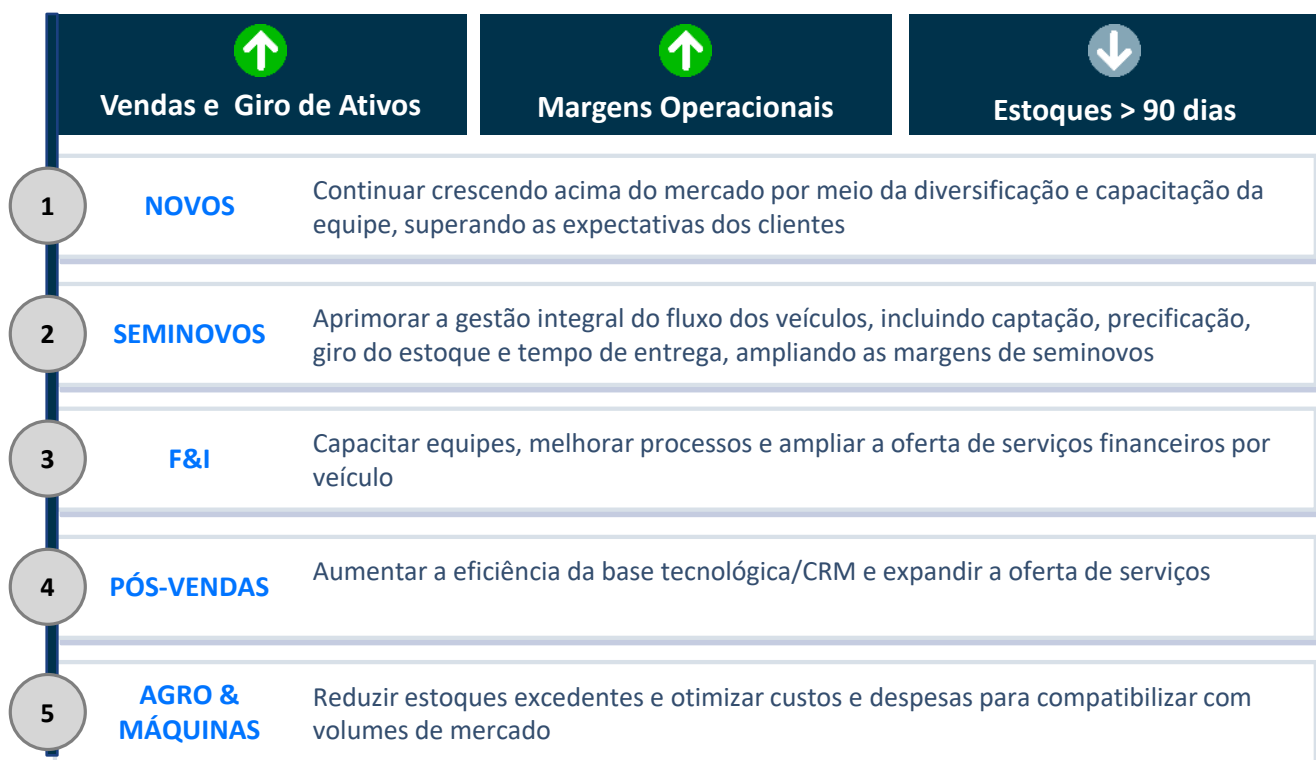 Vendas e Giro de Ativos
Margens Operacionais
Estoques > 90 dias
1
NOVOS
Continuar crescendo acima do mercado por meio da diversificação e capacitação da
equipe, superando as expectativas dos clientes
2
SEMINOVOS
Aprimorar a gestão integral do fluxo dos veículos, incluindo captação, precificação,
giro do estoque e tempo de entrega, ampliando as margens de seminovos
3
F&I
Capacitar equipes, melhorar processos e ampliar a oferta de serviços financeiros por
veículo
4
PÓS-VENDAS
Aumentar a eficiência da base tecnológica/CRM e expandir a oferta de serviços
5
AGRO &
MÁQUINAS
Reduzir estoques excedentes e otimizar custos e despesas para compatibilizar com
volumes de mercado